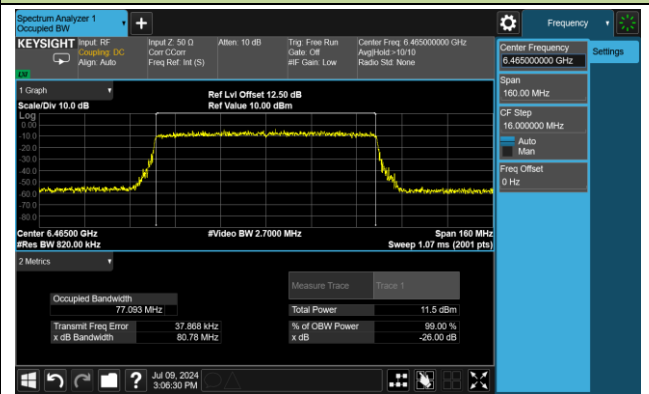 Spectrum Analyzer 1
Occupied BW
+
Frequency
KEYSIGHT
Input: RF
Coupling: DC
Align: Auto
Input Z: 50 Ω
Corr CCorr
Freq Ref: Int (S)
Atten: 10 dB
Trig: Free Run
Gate: Off
#IF Gain: Low
Center Freq: 6.465000000 GHz
Avg|Hold:>10/10
Radio Std: None
Center Frequency
6.465000000 GHz
Settings
Span
160.00 MHz
CF Step
16.000000 MHz
Auto
Man
Freq Offset
0 Hz
1 Graph
Scale/Div 10.0 dB
Ref Lvl Offset 12.50 dB
Ref Value 10.00 dBm
Log
0.00
-10.0
-20.0
-30.0
-40.0
-50.0
-60.0
-70.0
-80.0
Center 6.46500 GHz
#Res BW 820.00 kHz
#Video BW 2.7000 MHz
Span 160 MHz
Sweep 1.07 ms (2001 pts)
2 Metrics
Measure Trace
Trace 1
Occupied Bandwidth
77.093 MHz
Total Power
11.5 dBm
Transmit Freq Error
37.868 kHz
% of OBW Power
99.00 %
x dB Bandwidth
80.78 MHz
x dB
-26.00 dB
?
Jul 09, 2024
3:06:30 PM